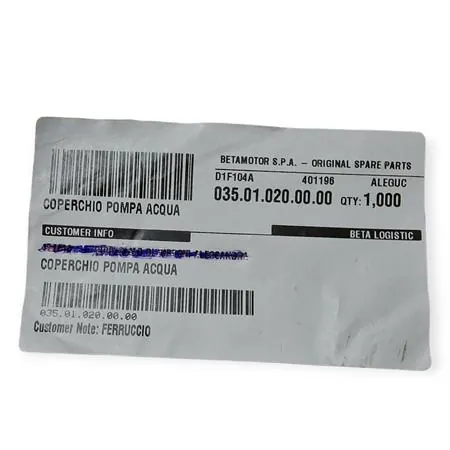 BETAMOTOR S.P.A. - ORIGINAL SPARE PARTS
D1F104A 401196 ALEGUC
035.01.020.00.00 QTY: 1,000
COPERCHIO POMPA ACQUA
CUSTOMER INFO BETA LOGISTIC
COPERCHIO POMPA ACQUA
035.01.020.00.00
Customer Note: FERRUCCIO